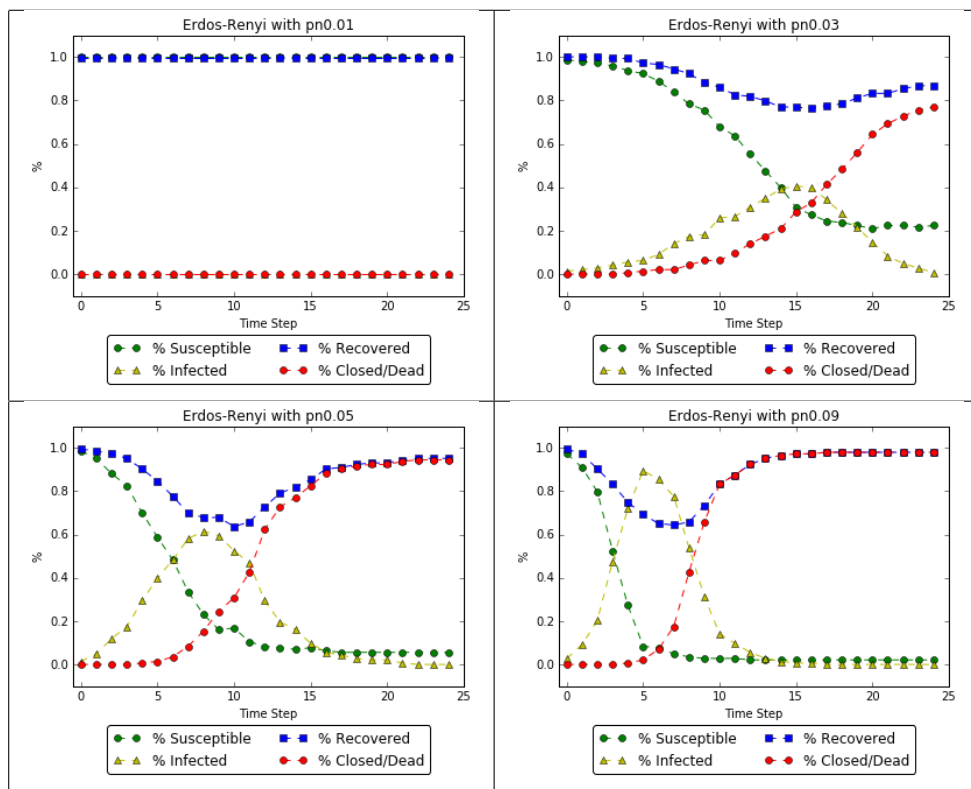 Erdos-Renyi with pn0.01
1.0
0.8
0.6
0.4
0.2
0.0
%
0 5 10 15 20 25
Time Step
% Susceptible % Recovered
% Infected % Closed/Dead
Erdos-Renyi with pn0.03
1.0
0.8
0.6
0.4
0.2
0.0
%
0 5 10 15 20 25
Time Step
% Susceptible % Recovered
% Infected % Closed/Dead
Erdos-Renyi with pn0.05
1.0
0.8
0.6
0.4
0.2
0.0
%
0 5 10 15 20 25
Time Step
% Susceptible % Recovered
% Infected % Closed/Dead
Erdos-Renyi with pn0.09
1.0
0.8
0.6
0.4
0.2
0.0
%
0 5 10 15 20 25
Time Step
% Susceptible % Recovered
% Infected % Closed/Dead